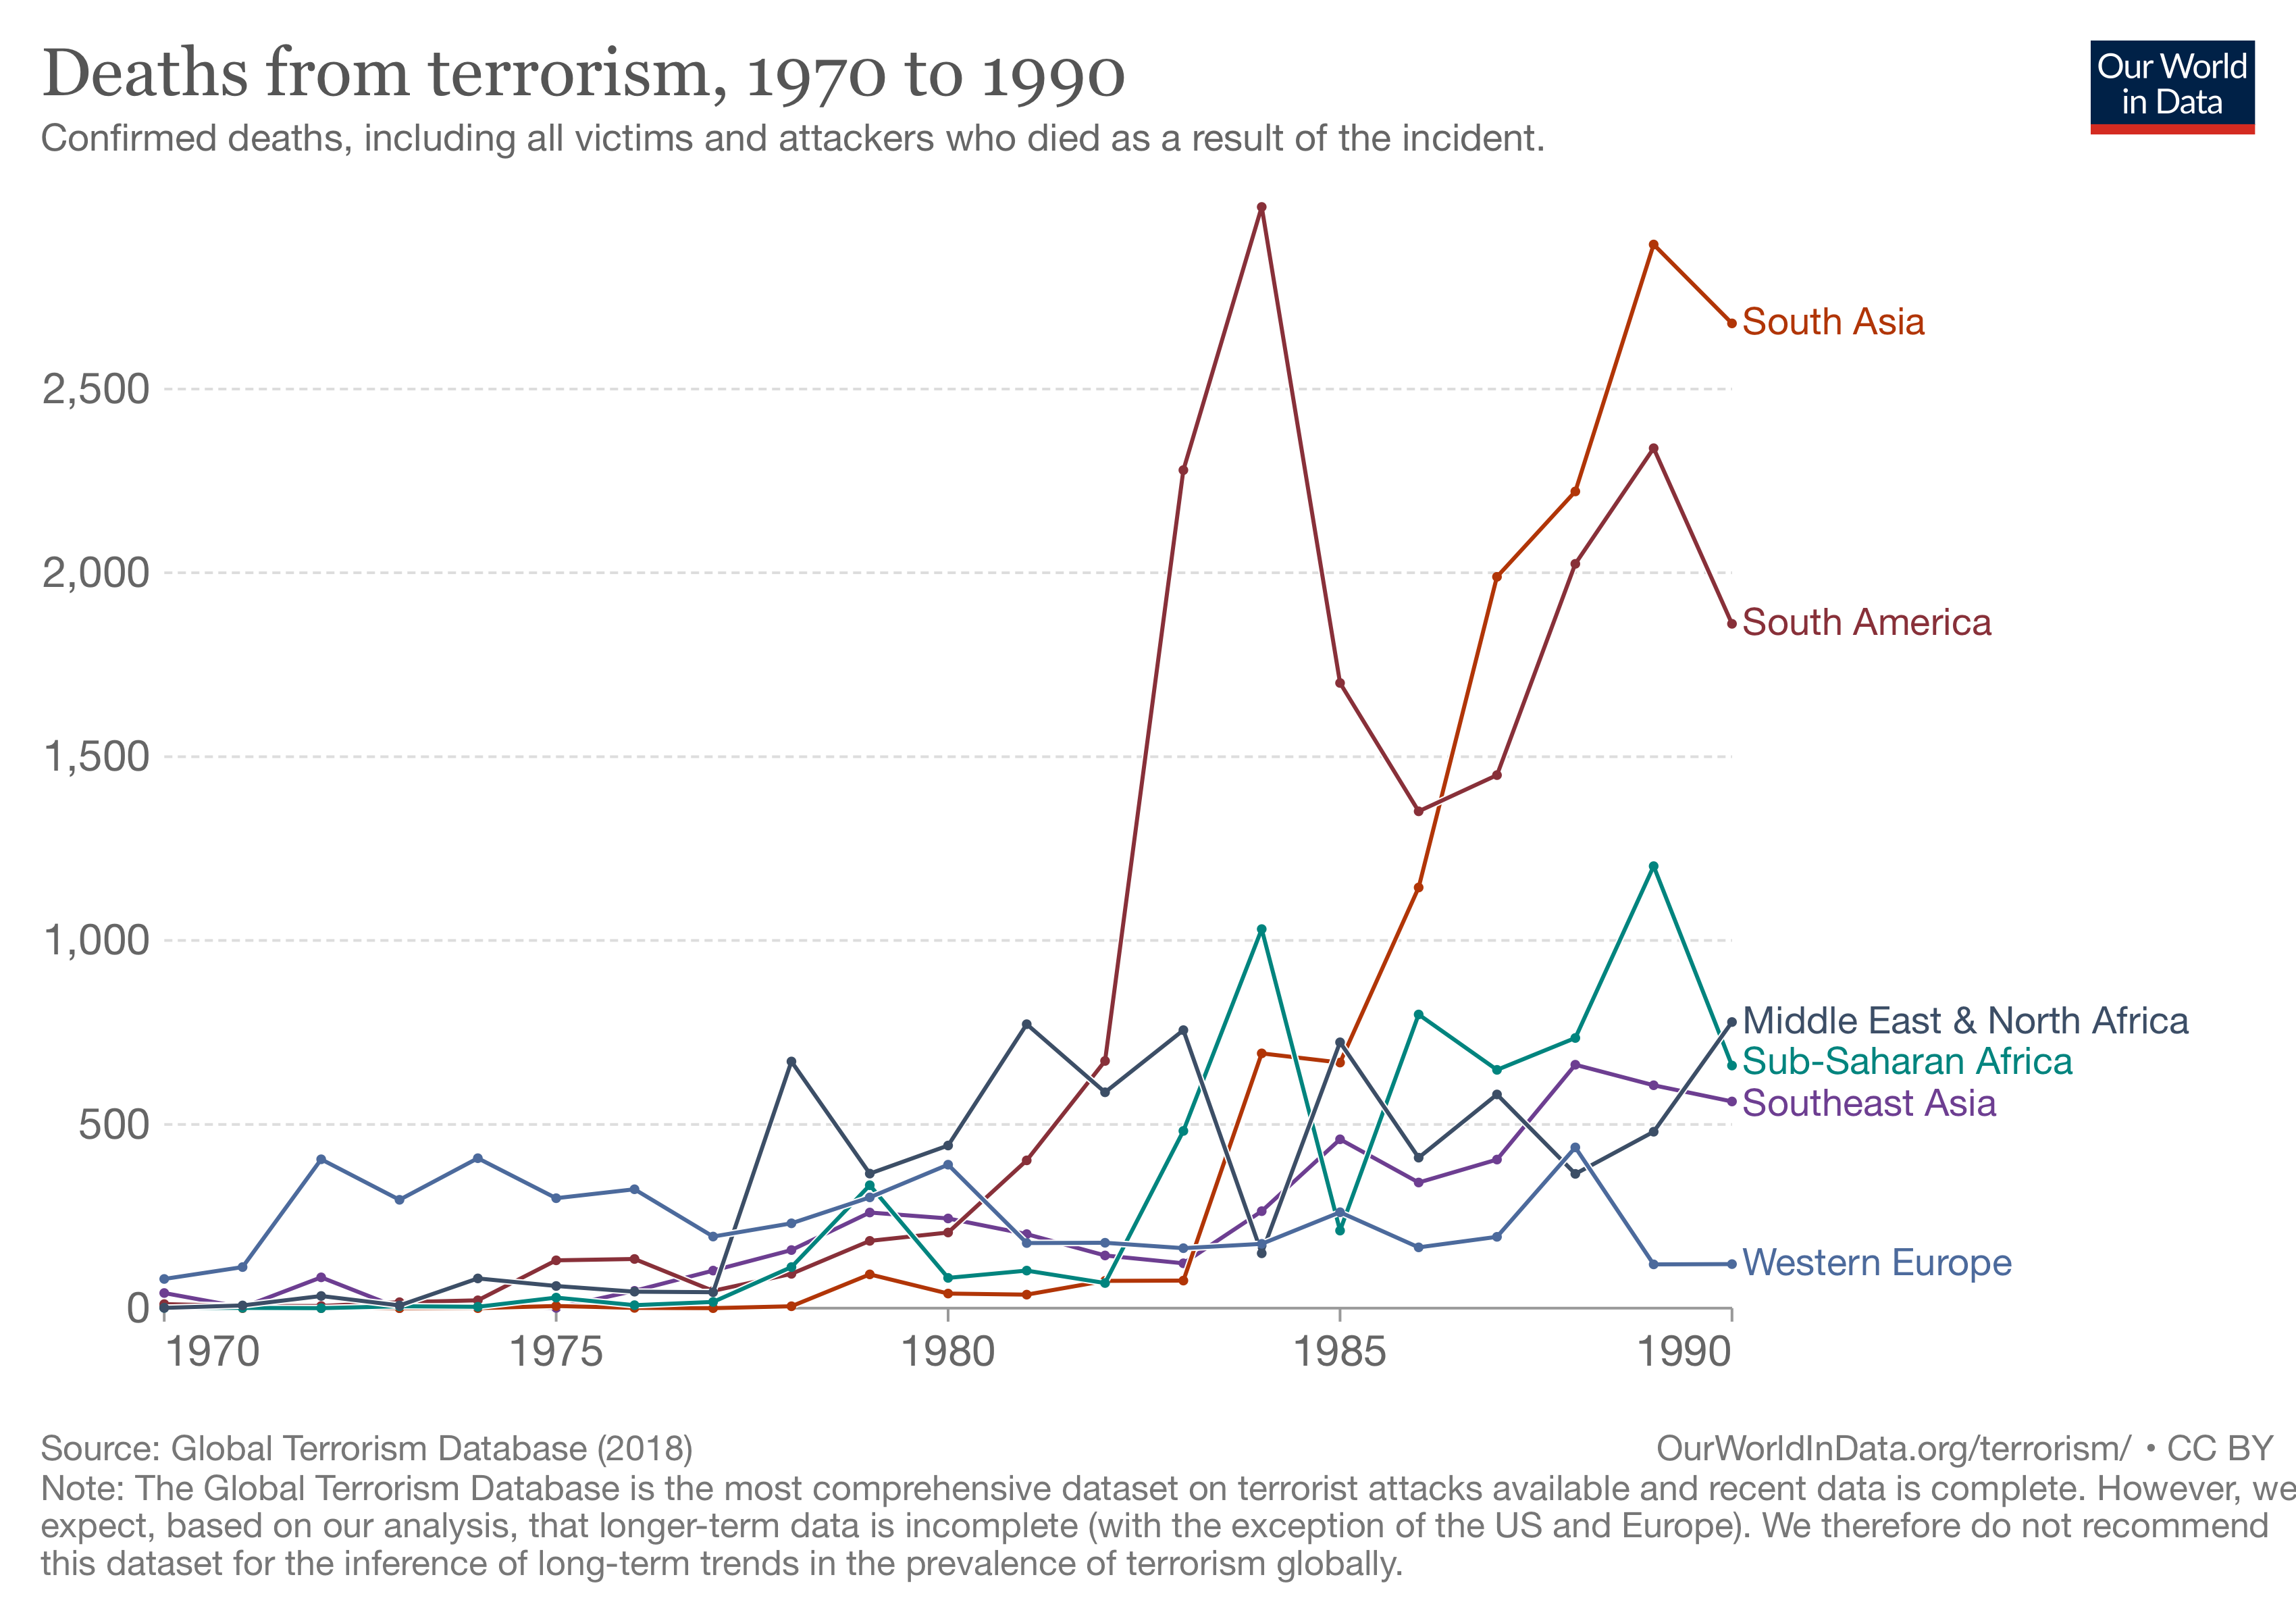 Deaths from terrorism, 1970 to 1990
Our World
in Data
Confirmed deaths, including all victims and attackers who died as a result of the incident.
South Asia
2,500
2,000
South America
1,500
1,000
Middle East & North Africa
Sub-Saharan Africa
Southeast Asia
500
Western Europe
0
1970 1975 1980 1985 1990
Source: Global Terrorism Database (2018) OurWorldInData.org/terrorism/ • CC BY
Note: The Global Terrorism Database is the most comprehensive dataset on terrorist attacks available and recent data is complete. However, we
expect, based on our analysis, that longer-term data is incomplete (with the exception of the US and Europe). We therefore do not recommend
this dataset for the inference of long-term trends in the prevalence of terrorism globally.